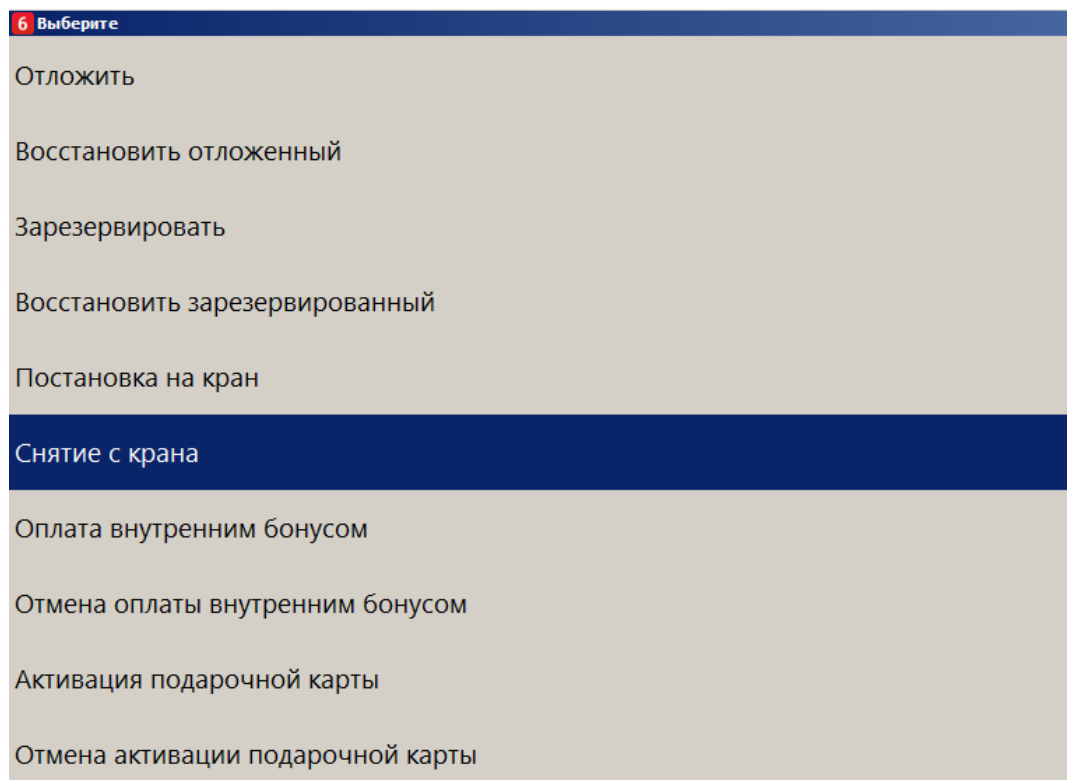 6 Выберите
Отложить
Восстановить отложенный
Зарезервировать
Восстановить зарезервированный
Постановка на кран
Снятие с крана
Оплата внутренним бонусом
Отмена оплаты внутренним бонусом
Активация подарочной карты
Отмена активации подарочной карты